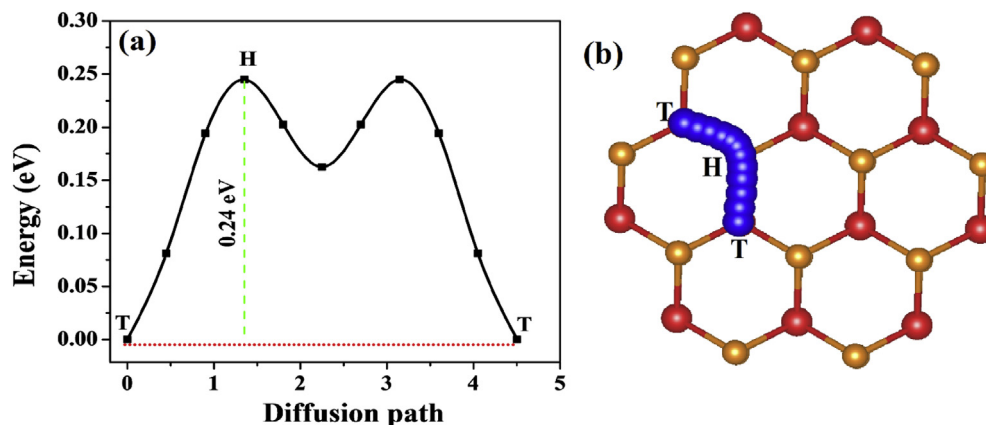 (a)
Energy (eV)
0.30
0.25
0.20
0.15
0.10
0.05
0.00
H
0.24 eV
T
T
0
1
2
3
4
5
Diffusion path
(b)
T
H
T